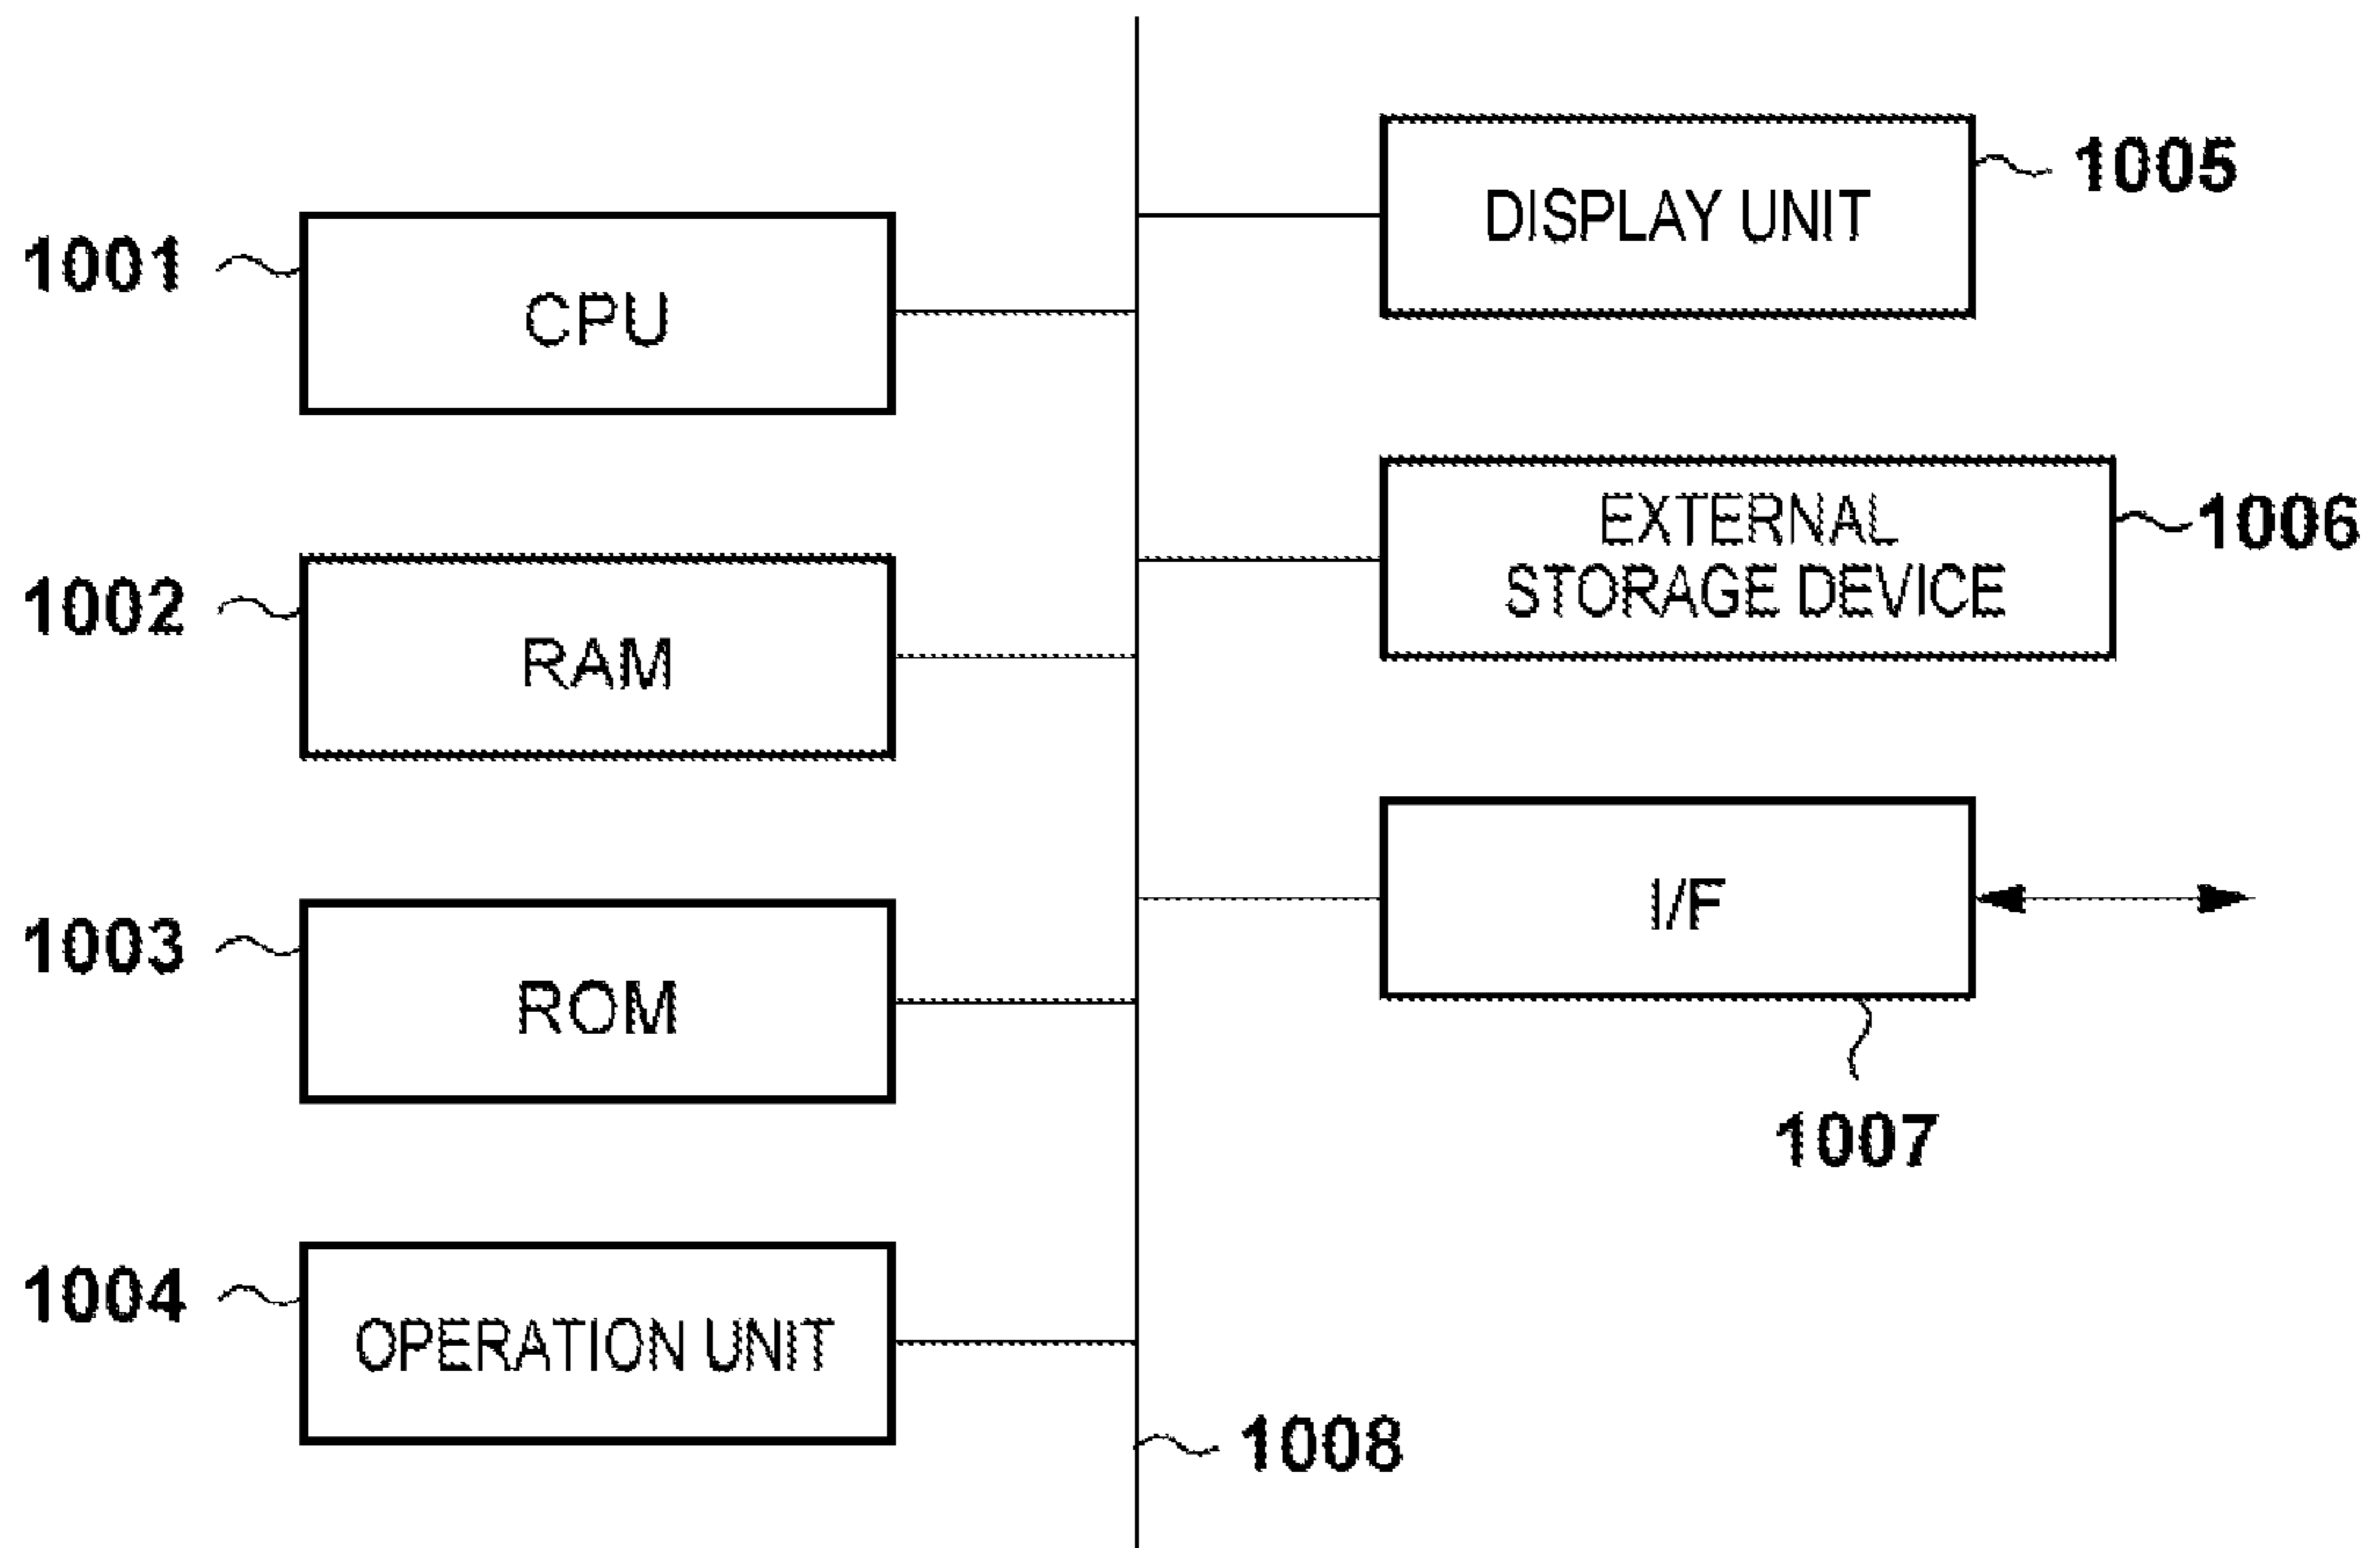 1001
CPU
1002
RAM
1003
ROM
1004
OPERATION UNIT
1005
DISPLAY UNIT
1006
EXTERNAL
STORAGE DEVICE
I/F
1007
1008